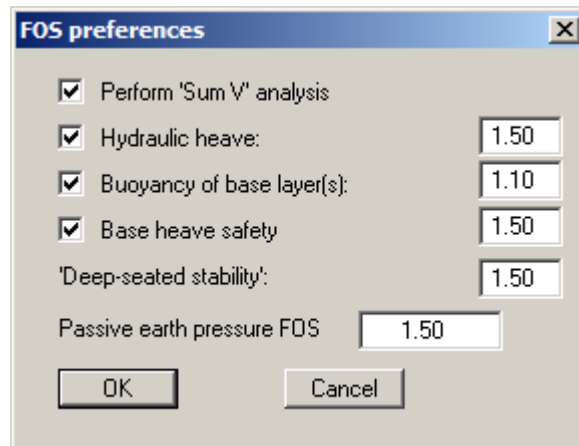 FOS preferences
Perform 'Sum V' analysis
Hydraulic heave: 1.50
Buoyancy of base layer(s): 1.10
Base heave safety 1.50
'Deep-seated stability': 1.50
Passive earth pressure FOS 1.50
OK Cancel